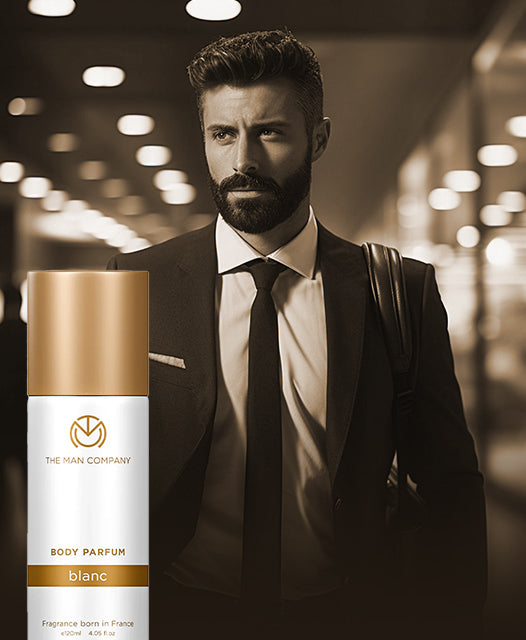 THE MAN COMPANY
BODY PARFUM
blanc
Fragrance born in France
e120ml 4.05 fl oz